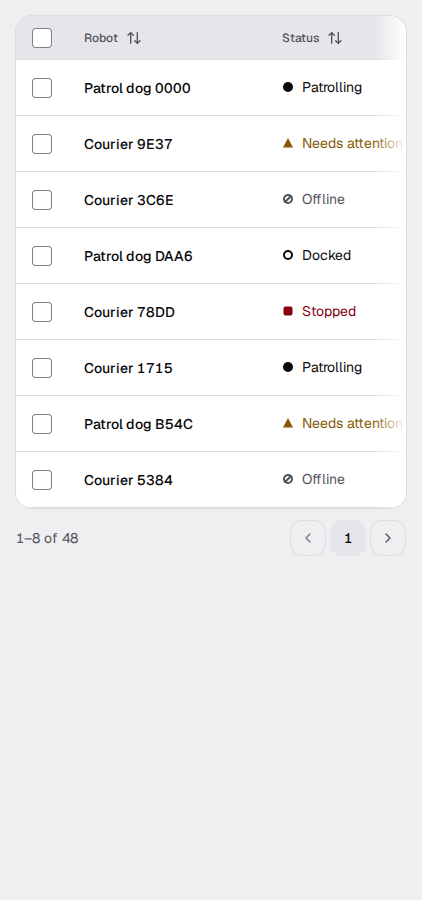 Robot Status
Patrol dog 0000 Patrolling
Courier 9E37 Needs attention
Courier 3C6E Offline
Patrol dog DAA6 Docked
Courier 78DD Stopped
Courier 1715 Patrolling
Patrol dog B54C Needs attention
Courier 5384 Offline
1–8 of 48 1